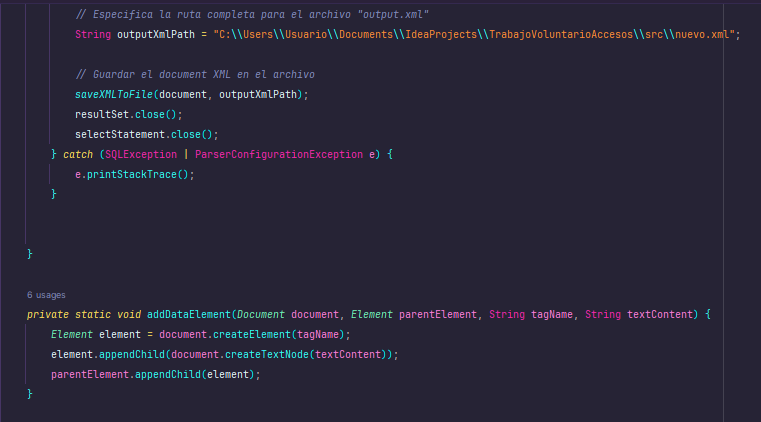 // Especifica la ruta completa para el archivo "output.xml"
String outputXmlPath = "C:\\Users\\Usuario\\Documents\\IdeaProjects\\TrabajoVoluntarioAccesos\\src\\nuevo.xml";
// Guardar el document XML en el archivo
saveXMLToFile(document, outputXmlPath);
resultSet.close();
selectStatement.close();
} catch (SQLException | ParserConfigurationException e) {
e.printStackTrace();
}
}
6 usages
private static void addDataElement(Document document, Element parentElement, String tagName, String textContent) {
Element element = document.createElement(tagName);
element.appendChild(document.createTextNode(textContent));
parentElement.appendChild(element);
}